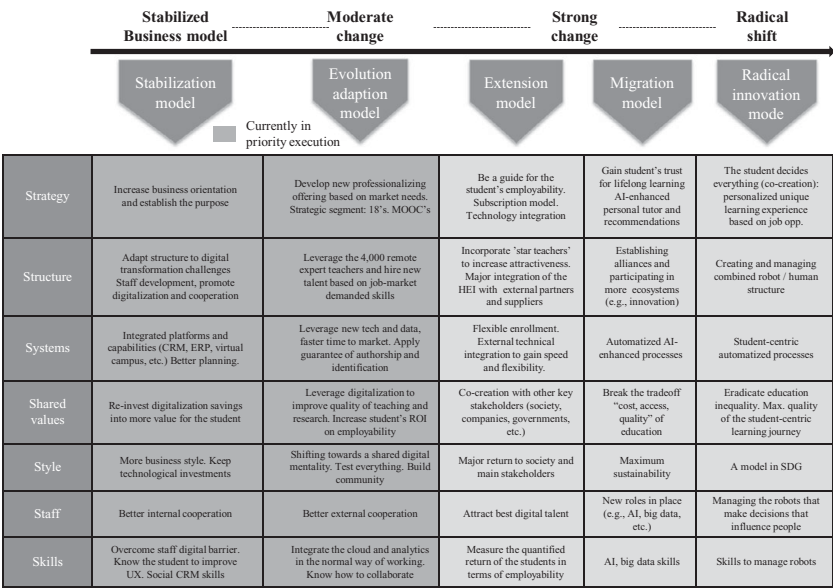 Stabilized
Business model
Moderate
change
Strong
change
Radical
shift
Stabilization
model
Evolution
adaption
model
Extension
model
Migration
model
Radical
innovation
mode
Currently in
priority execution
Strategy
Increase business orientation
and establish the purpose
Develop new professionalizing
offering based on market needs.
Strategic segment: 18's. MOOC's
Be a guide for the
student's employability.
Subscription model.
Technology integration
Gain student's trust
for lifelong learning
AI-enhanced
personal tutor and
recommendations
The student decides
everything (co-creation):
personalized unique
learning experience
based on job opp.
Structure
Adapt structure to digital
transformation challenges
Staff development, promote
digitalization and cooperation
Leverage the 4,000 remote
expert teachers and hire new
talent based on job-market
demanded skills
Incorporate 'star teachers'
to increase attractiveness.
Major integration of the
HEI with external partners
and suppliers
Establishing
alliances and
participating in
more ecosystems
(e.g., innovation)
Creating and managing
combined robot / human
structure
Systems
Integrated platforms and
capabilities (CRM, ERP, virtual
campus, etc.) Better planning.
Leverage new tech and data,
faster time to market. Apply
guarantee of authorship and
identification
Flexible enrollment.
External technical
integration to gain speed
and flexibility.
Automatized AI-
enhanced processes
Student-centric
automatized processes
Shared
values
Re-invest digitalization savings
into more value for the student
Leverage digitalization to
improve quality of teaching and
research. Increase student's ROI
on employability
Co-creation with other key
stakeholders (society,
companies, governments,
etc.)
Break the tradeoff
“cost, access,
quality” of
education
Eradicate education
inequality. Max. quality
of the student-centric
learning journey
Style
More business style. Keep
technological investments
Shifting towards a shared digital
mentality. Test everything. Build
community
Major return to society and
main stakeholders
Maximum
sustainability
A model in SDG
Staff
Better internal cooperation
Better external cooperation
Attract best digital talent
New roles in place
(e.g., AI, big data,
etc.)
Managing the robots that
make decisions that
influence people
Skills
Overcome staff digital barrier.
Know the student to improve
UX. Social CRM skills
Integrate the cloud and analytics
in the normal way of working.
Know how to collaborate
Measure the quantified
return of the students in
terms of employability
AI, big data skills
Skills to manage robots